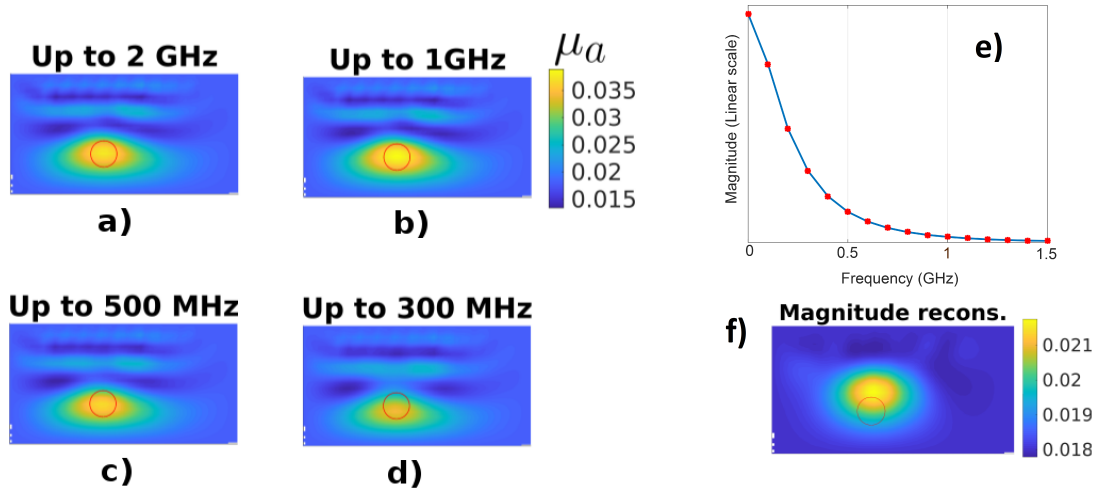 Up to 2 GHz
a)
Up to 1GHz
b)
μa
0.035
0.03
0.025
0.02
0.015
Up to 500 MHz
c)
Up to 300 MHz
d)
e)
Magnitude (Linear scale)
0
0.5
1
1.5
Frequency (GHz)
f)
Magnitude recons.
0.021
0.02
0.019
0.018